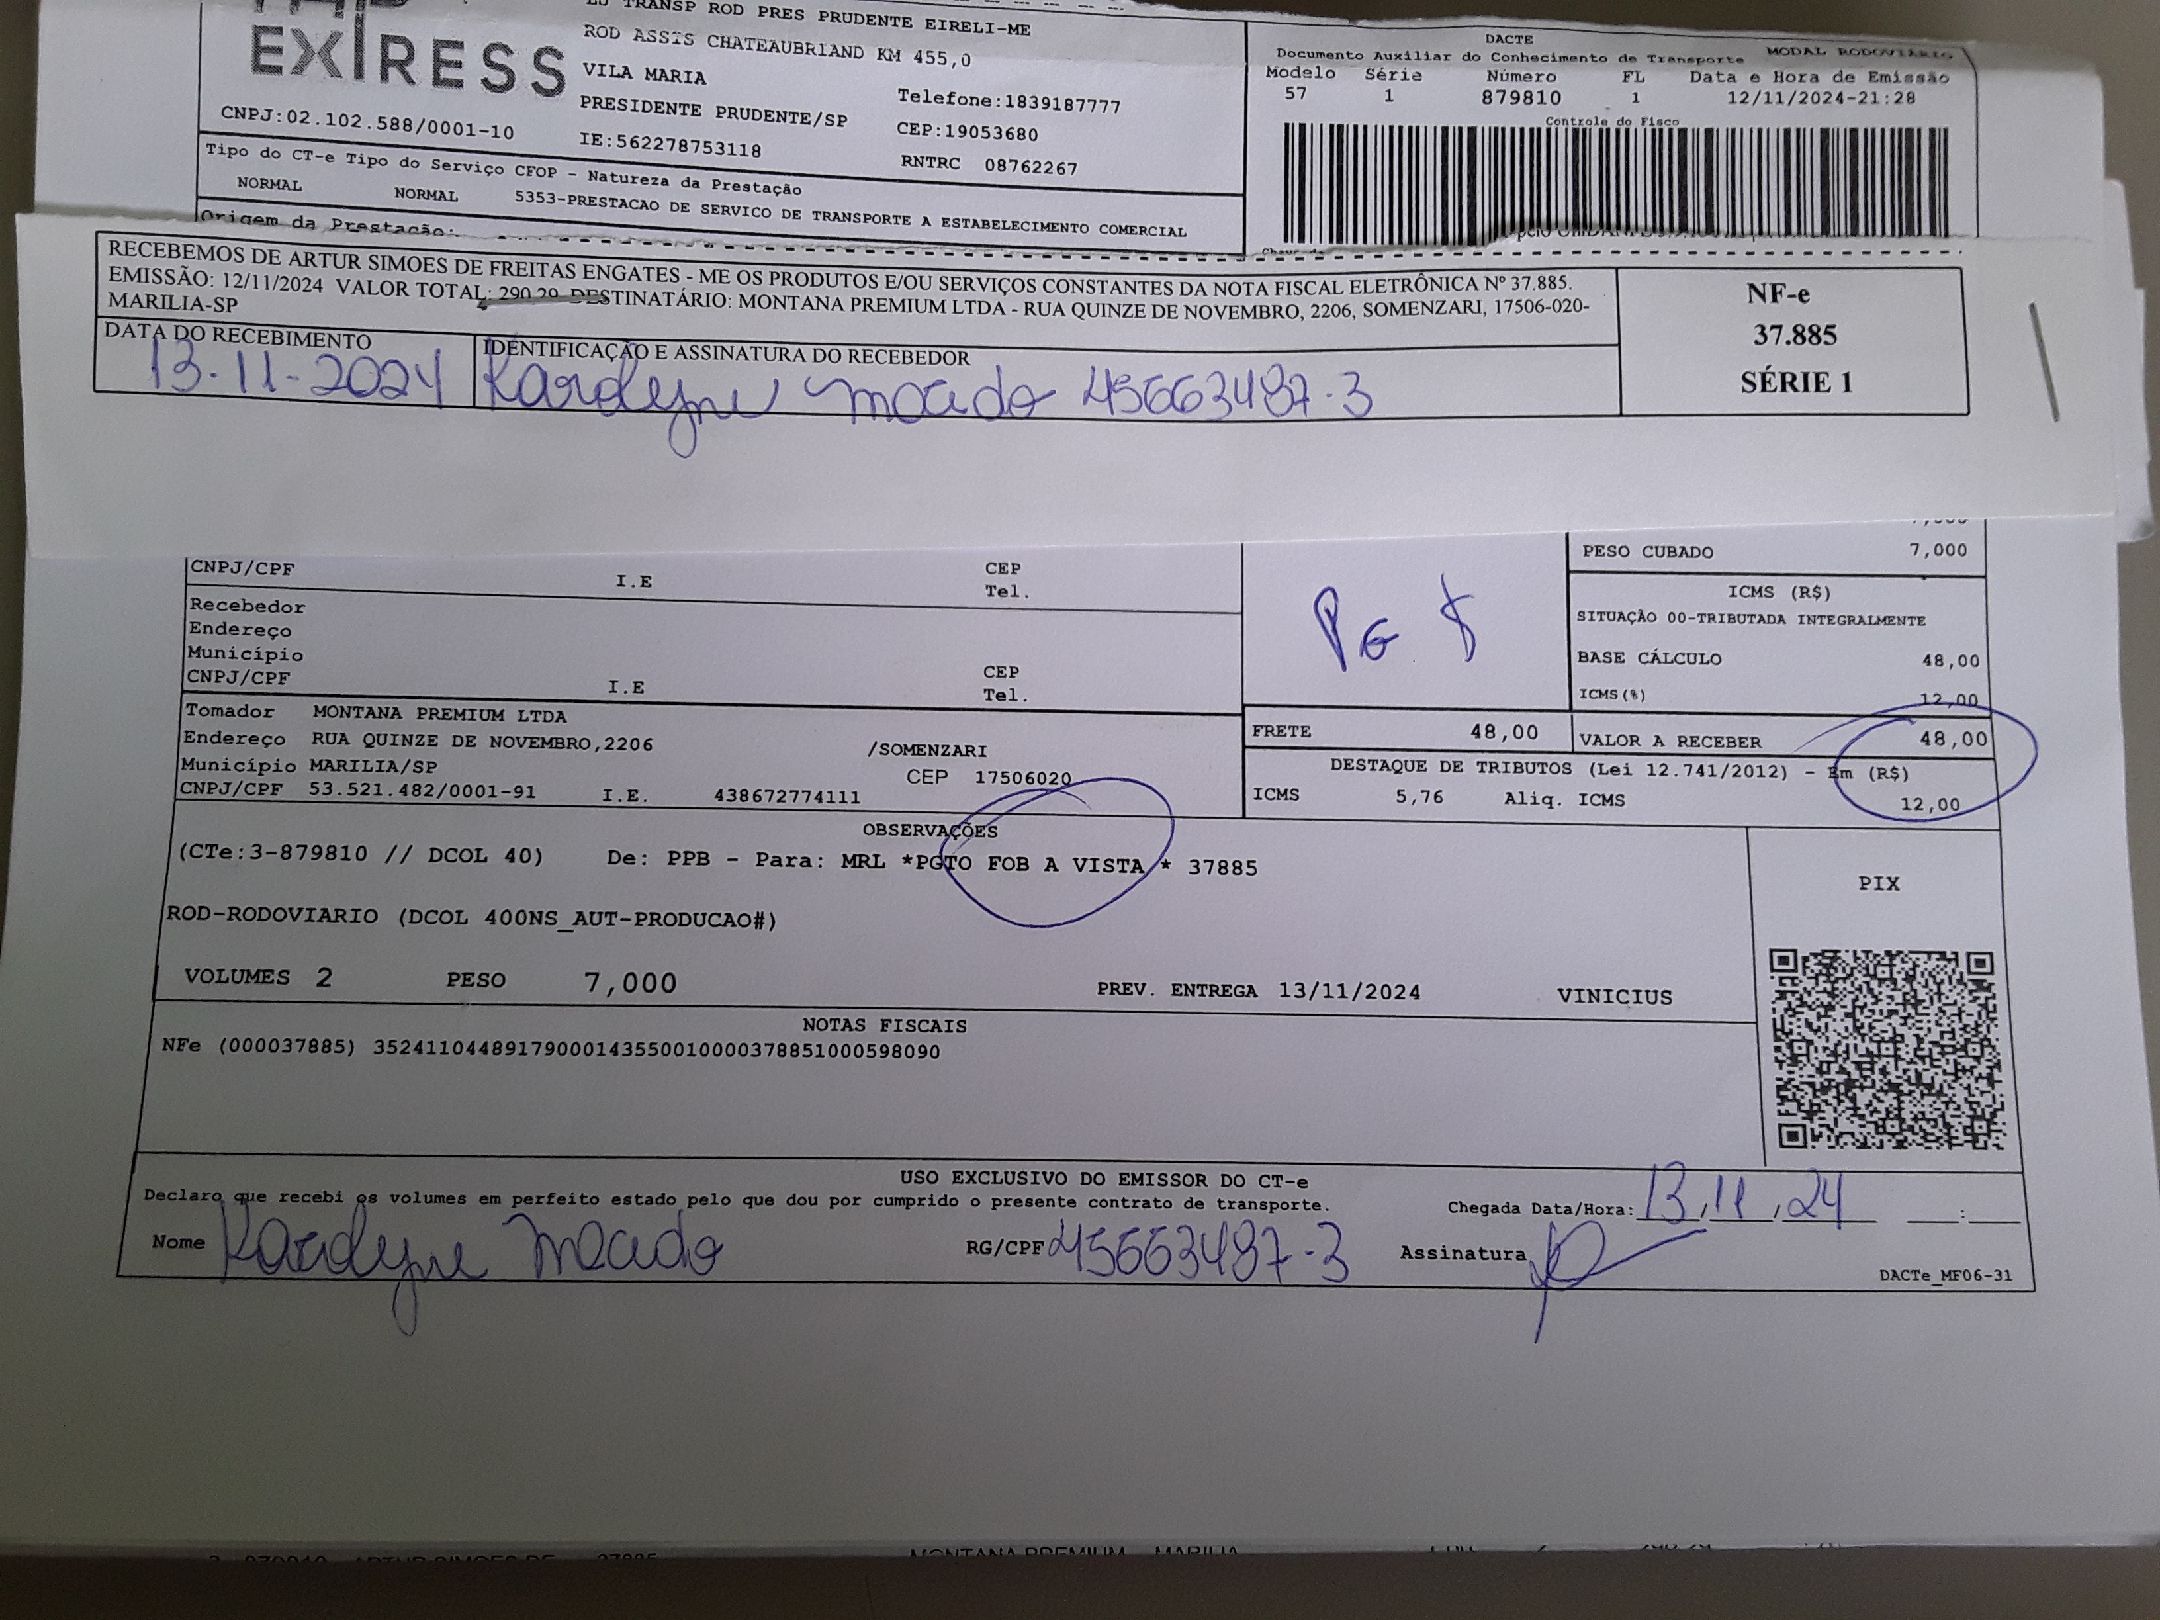 EXPRESS
TRANSP ROD PRES PRUDENTE EIRELI-ME
ROD ASSIS CHATEAUBRIAND KM 455,0
VILA MARIA
PRESIDENTE PRUDENTE/SP
IE:562278753118
Telefone:1839187777
CEP:19053680
RNTRC 08762267
CNPJ:02.102.588/0001-10
Tipo do CT-e Tipo do Serviço CFOP - Natureza da Prestação
NORMAL NORMAL 5353-PRESTACAO DE SERVICO DE TRANSPORTE A ESTABELECIMENTO COMERCIAL
Origem da Prestação:
DACTE
Documento Auxiliar do Conhecimento de Transporte MODAL RODOVIÁRIO
Modelo Série Número FL Data e Hora de Emissão
57 1 879810 1 12/11/2024-21:28
Controle do Fisco
RECEBEMOS DE ARTUR SIMOES DE FREITAS ENGATES - ME OS PRODUTOS E/OU SERVIÇOS CONSTANTES DA NOTA FISCAL ELETRÔNICA Nº 37.885.
EMISSÃO: 12/11/2024 VALOR TOTAL: 290,29 DESTINATÁRIO: MONTANA PREMIUM LTDA - RUA QUINZE DE NOVEMBRO, 2206, SOMENZARI, 17506-020-
MARILIA-SP
DATA DO RECEBIMENTO
13-11-2024
IDENTIFICAÇÃO E ASSINATURA DO RECEBEDOR
45663487-3
NF-e
37.885
SÉRIE 1
CNPJ/CPF I.E CEP
Tel.
Recebedor
Endereço
Município
CNPJ/CPF I.E CEP
Tel.
PG $
PESO CUBADO 7,000
ICMS (R$)
SITUAÇÃO 00-TRIBUTADA INTEGRALMENTE
BASE CÁLCULO 48,00
ICMS(%) 12,00
Tomador MONTANA PREMIUM LTDA
Endereço RUA QUINZE DE NOVEMBRO,2206 /SOMENZARI
Município MARILIA/SP CEP 17506020
CNPJ/CPF 53.521.482/0001-91 I.E. 438672774111
FRETE 48,00 VALOR A RECEBER 48,00
DESTAQUE DE TRIBUTOS (Lei 12.741/2012) - Em (R$)
ICMS 5,76 Aliq. ICMS 12,00
OBSERVAÇÕES
(CTe:3-879810 // DCOL 40) De: PPB - Para: MRL *PGTO FOB A VISTA * 37885
ROD-RODOVIARIO (DCOL 400NS_AUT-PRODUCAO#)
VOLUMES 2 PESO 7,000 PREV. ENTREGA 13/11/2024 VINICIUS
PIX
NOTAS FISCAIS
NFe (000037885) 35241104489179000143550010000378851000598090
USO EXCLUSIVO DO EMISSOR DO CT-e
Declaro que recebi os volumes em perfeito estado pelo que dou por cumprido o presente contrato de transporte.
Chegada Data/Hora: 13/11/24 :
Nome RG/CPF 45663487-3 Assinatura
DACTe_MF06-31